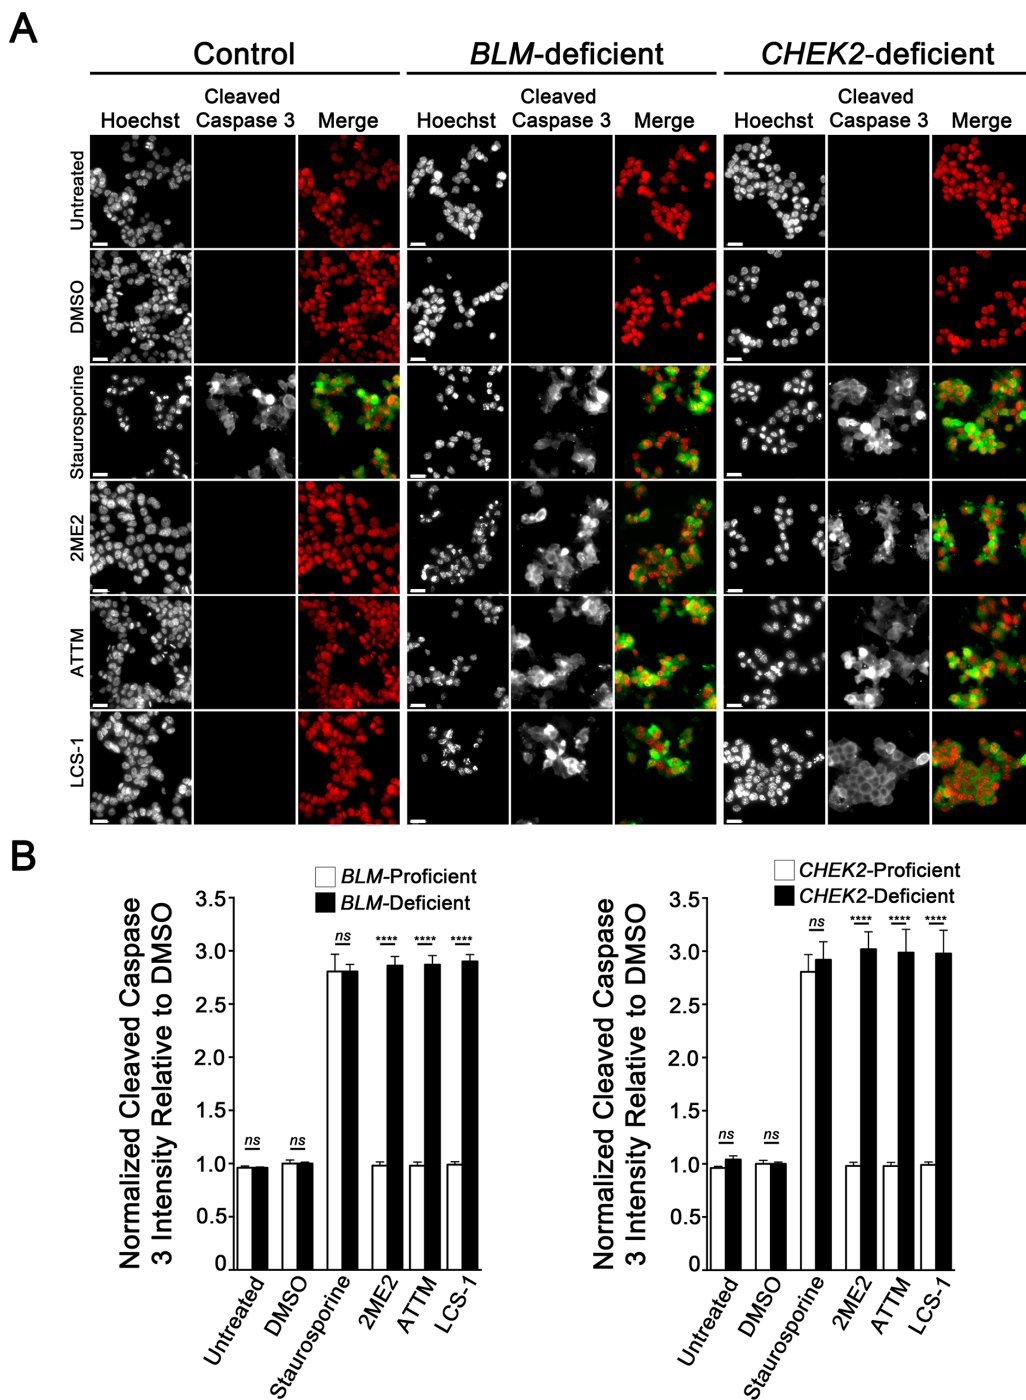 A
Control
BLM-deficient
CHEK2-deficient
Hoechst
Cleaved
Caspase 3
Merge
Hoechst
Cleaved
Caspase 3
Merge
Hoechst
Cleaved
Caspase 3
Merge
Untreated
DMSO
Staurosporine
2ME2
ATTM
LCS-1
B
BLM-Proficient
BLM-Deficient
Normalized Cleaved Caspase
3 Intensity Relative to DMSO
3.5
3.0
2.5
2.0
1.5
1.0
0.5
0
ns
ns
ns
****
****
****
Untreated
DMSO
Staurosporine
2ME2
ATTM
LCS-1
CHEK2-Proficient
CHEK2-Deficient
Normalized Cleaved Caspase
3 Intensity Relative to DMSO
3.5
3.0
2.5
2.0
1.5
1.0
0.5
0
ns
ns
ns
****
****
****
Untreated
DMSO
Staurosporine
2ME2
ATTM
LCS-1